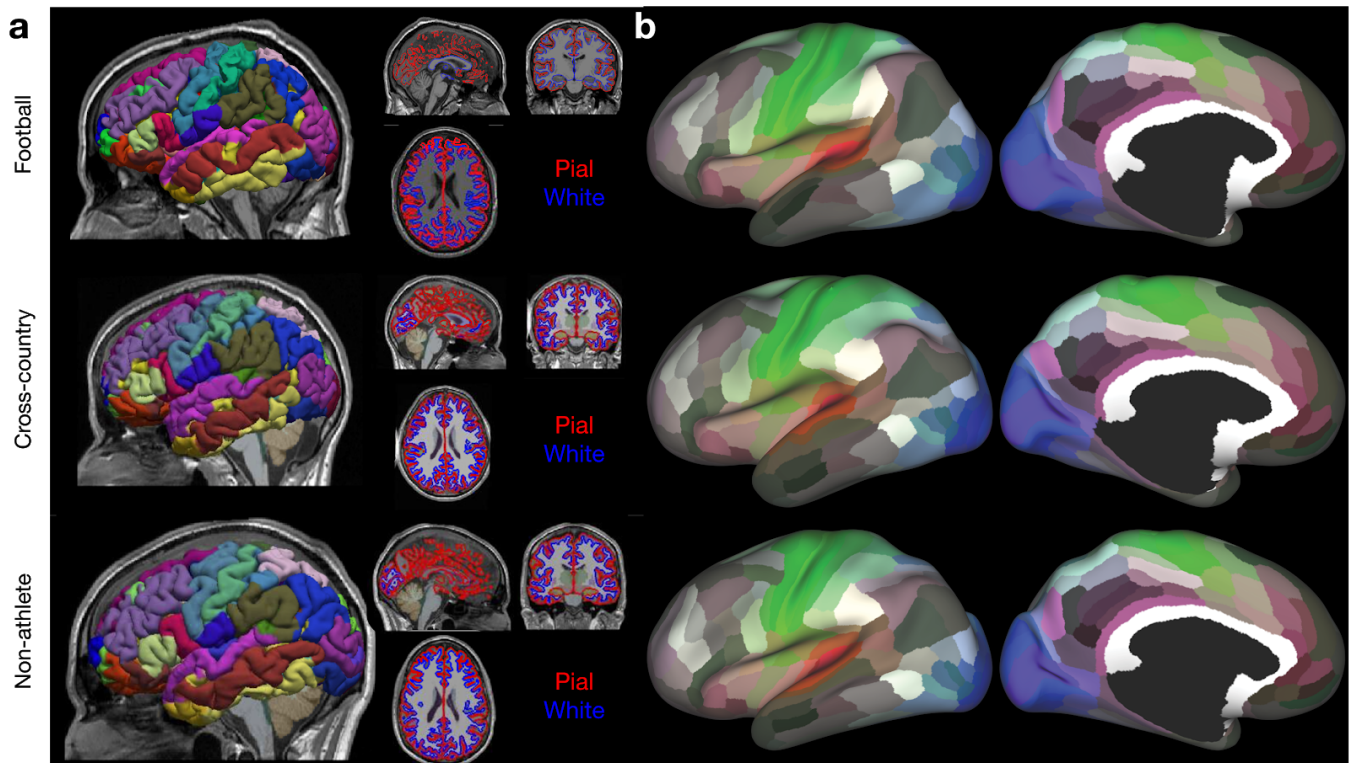 a
b
Football
Pial
White
Cross-country
Pial
White
Non-athlete
Pial
White